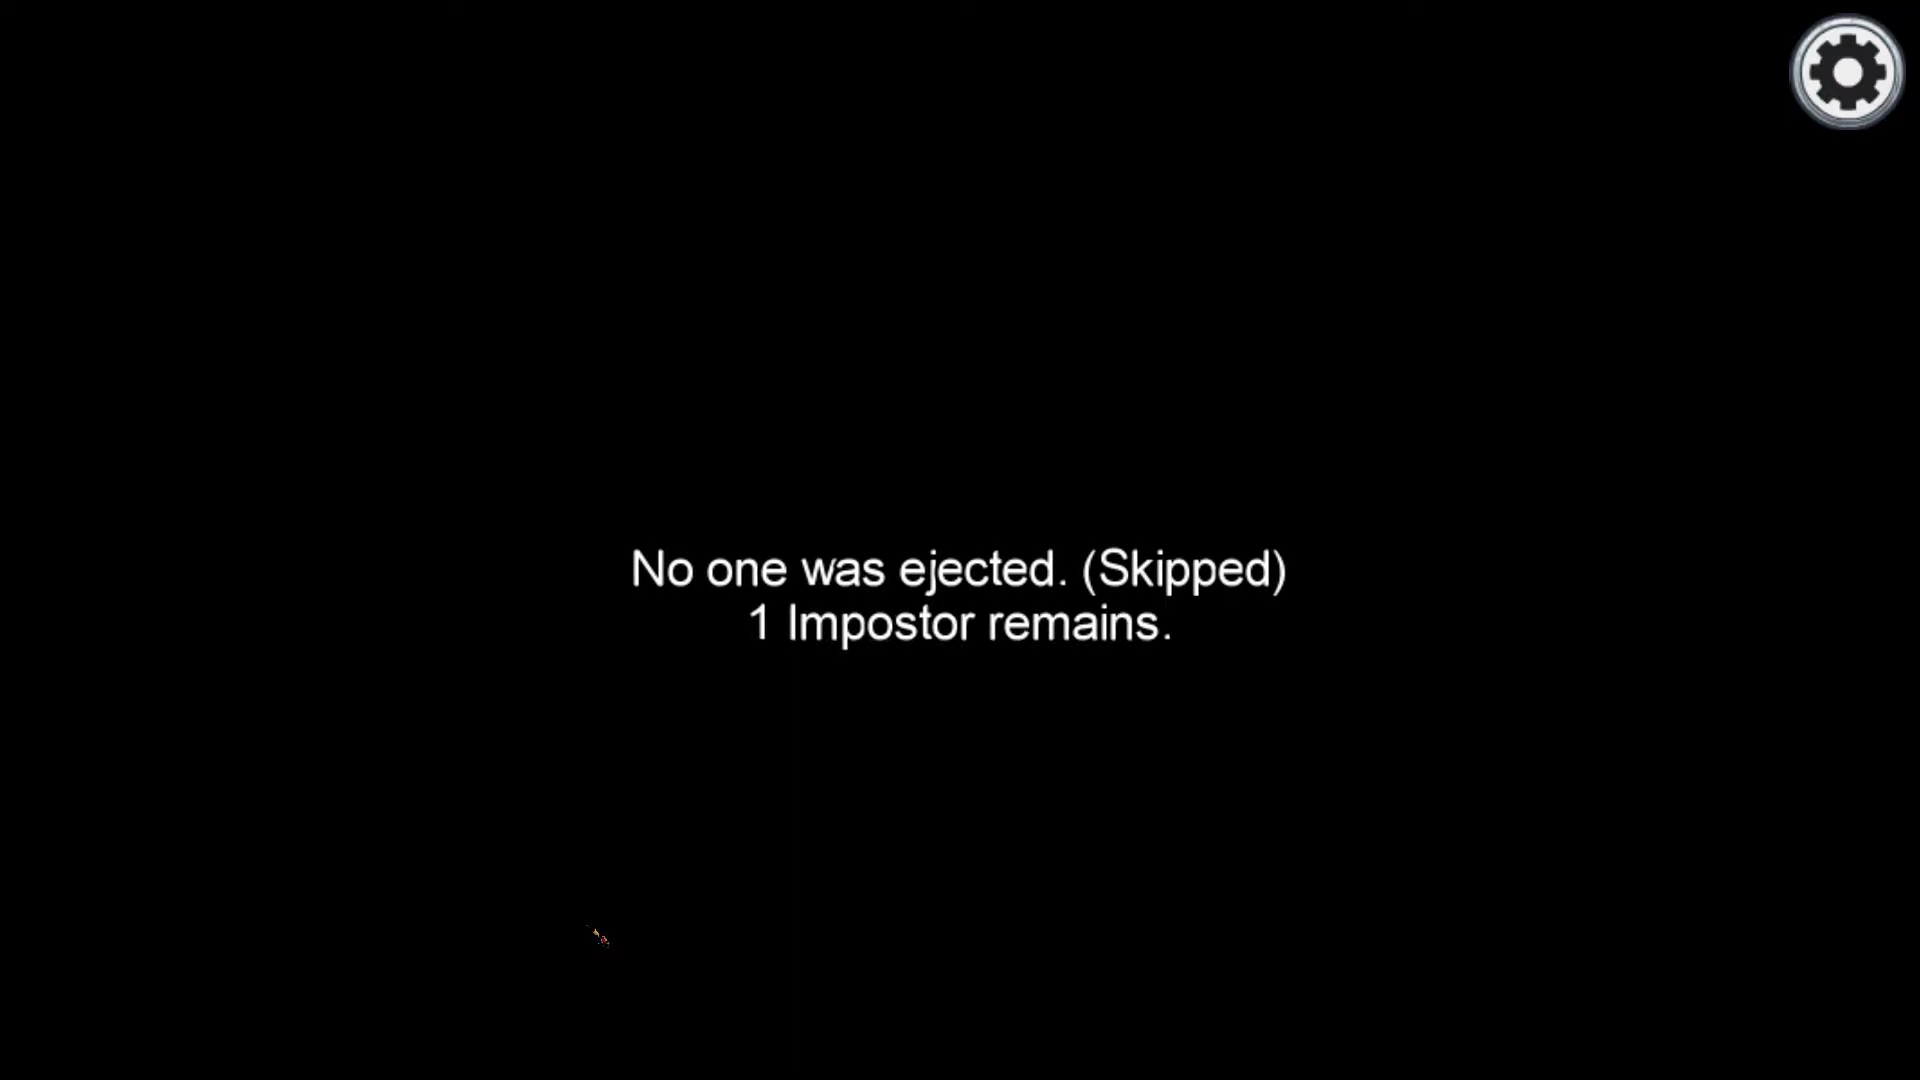 No one was ejected. (Skipped)
1 Impostor remains.